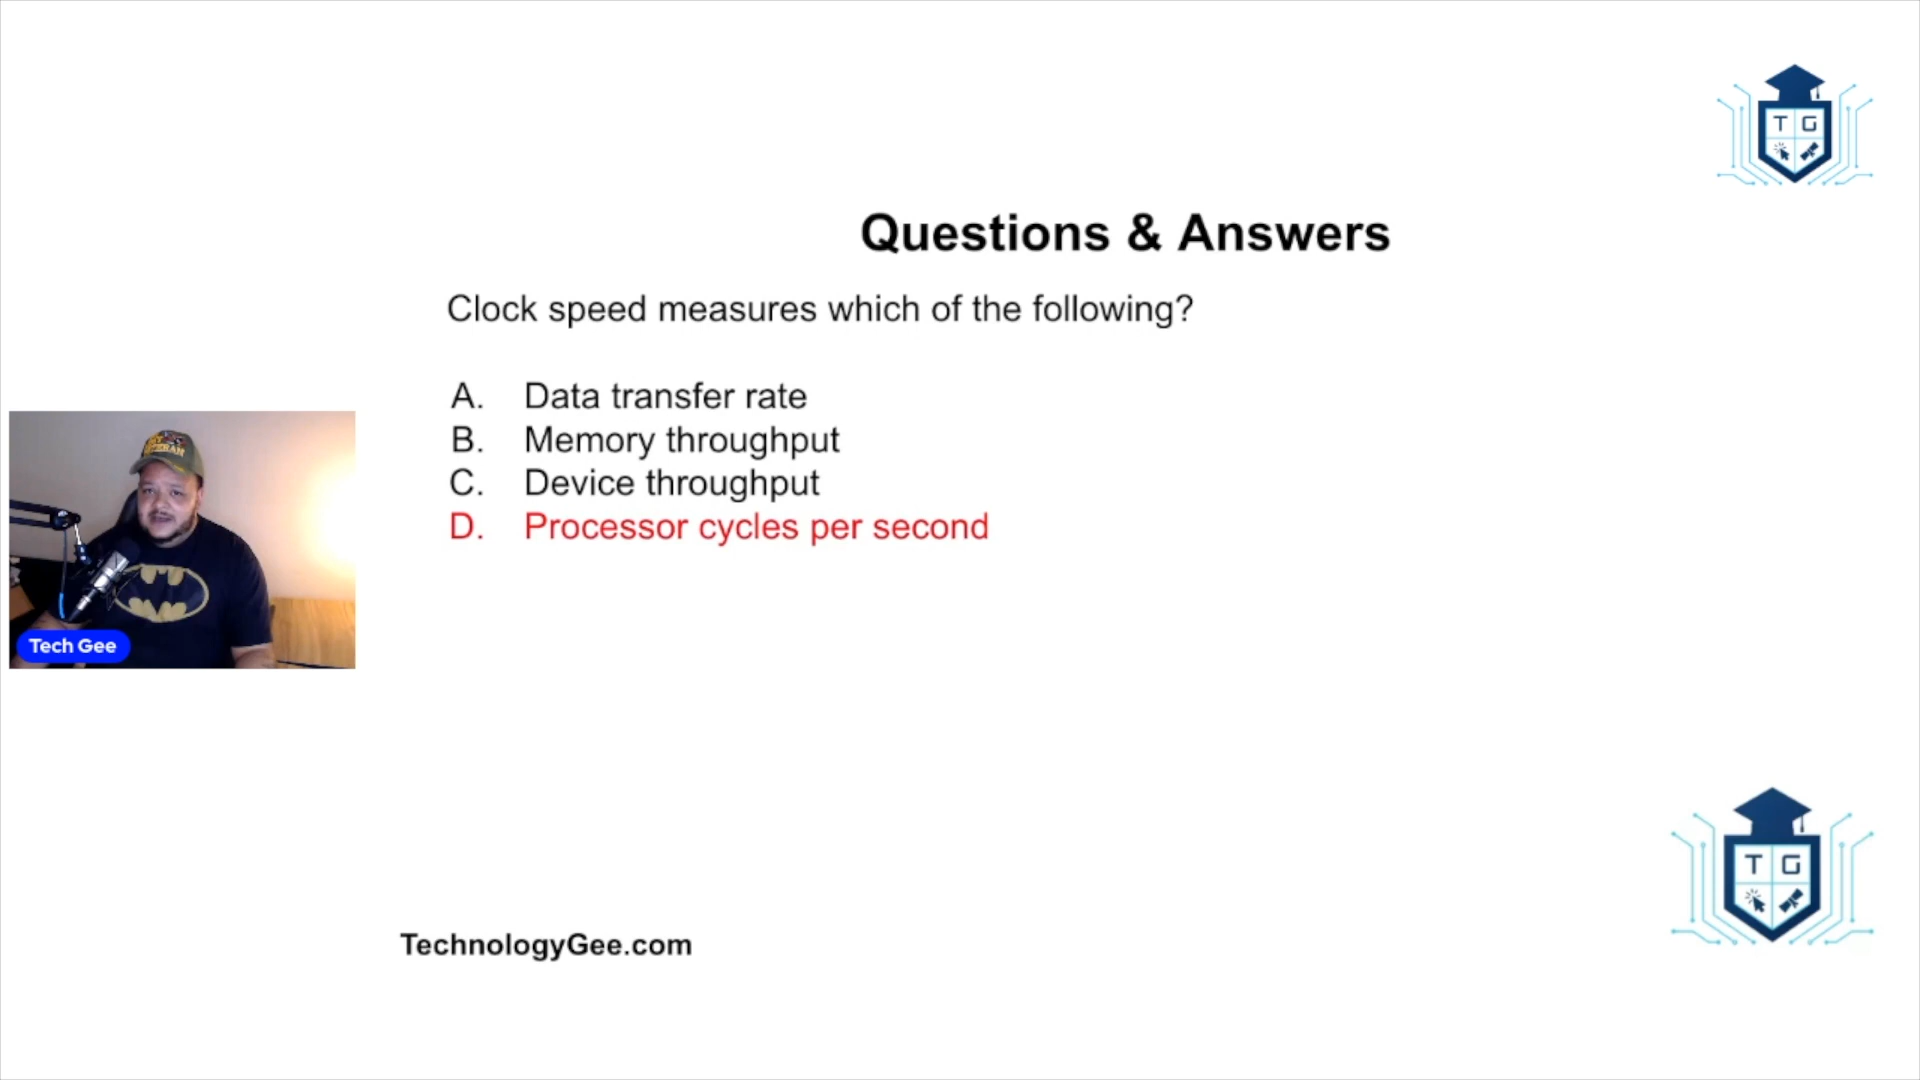 T G
Questions & Answers
Clock speed measures which of the following?
A. Data transfer rate
B. Memory throughput
C. Device throughput
D. Processor cycles per second
Tech Gee
T G
TechnologyGee.com